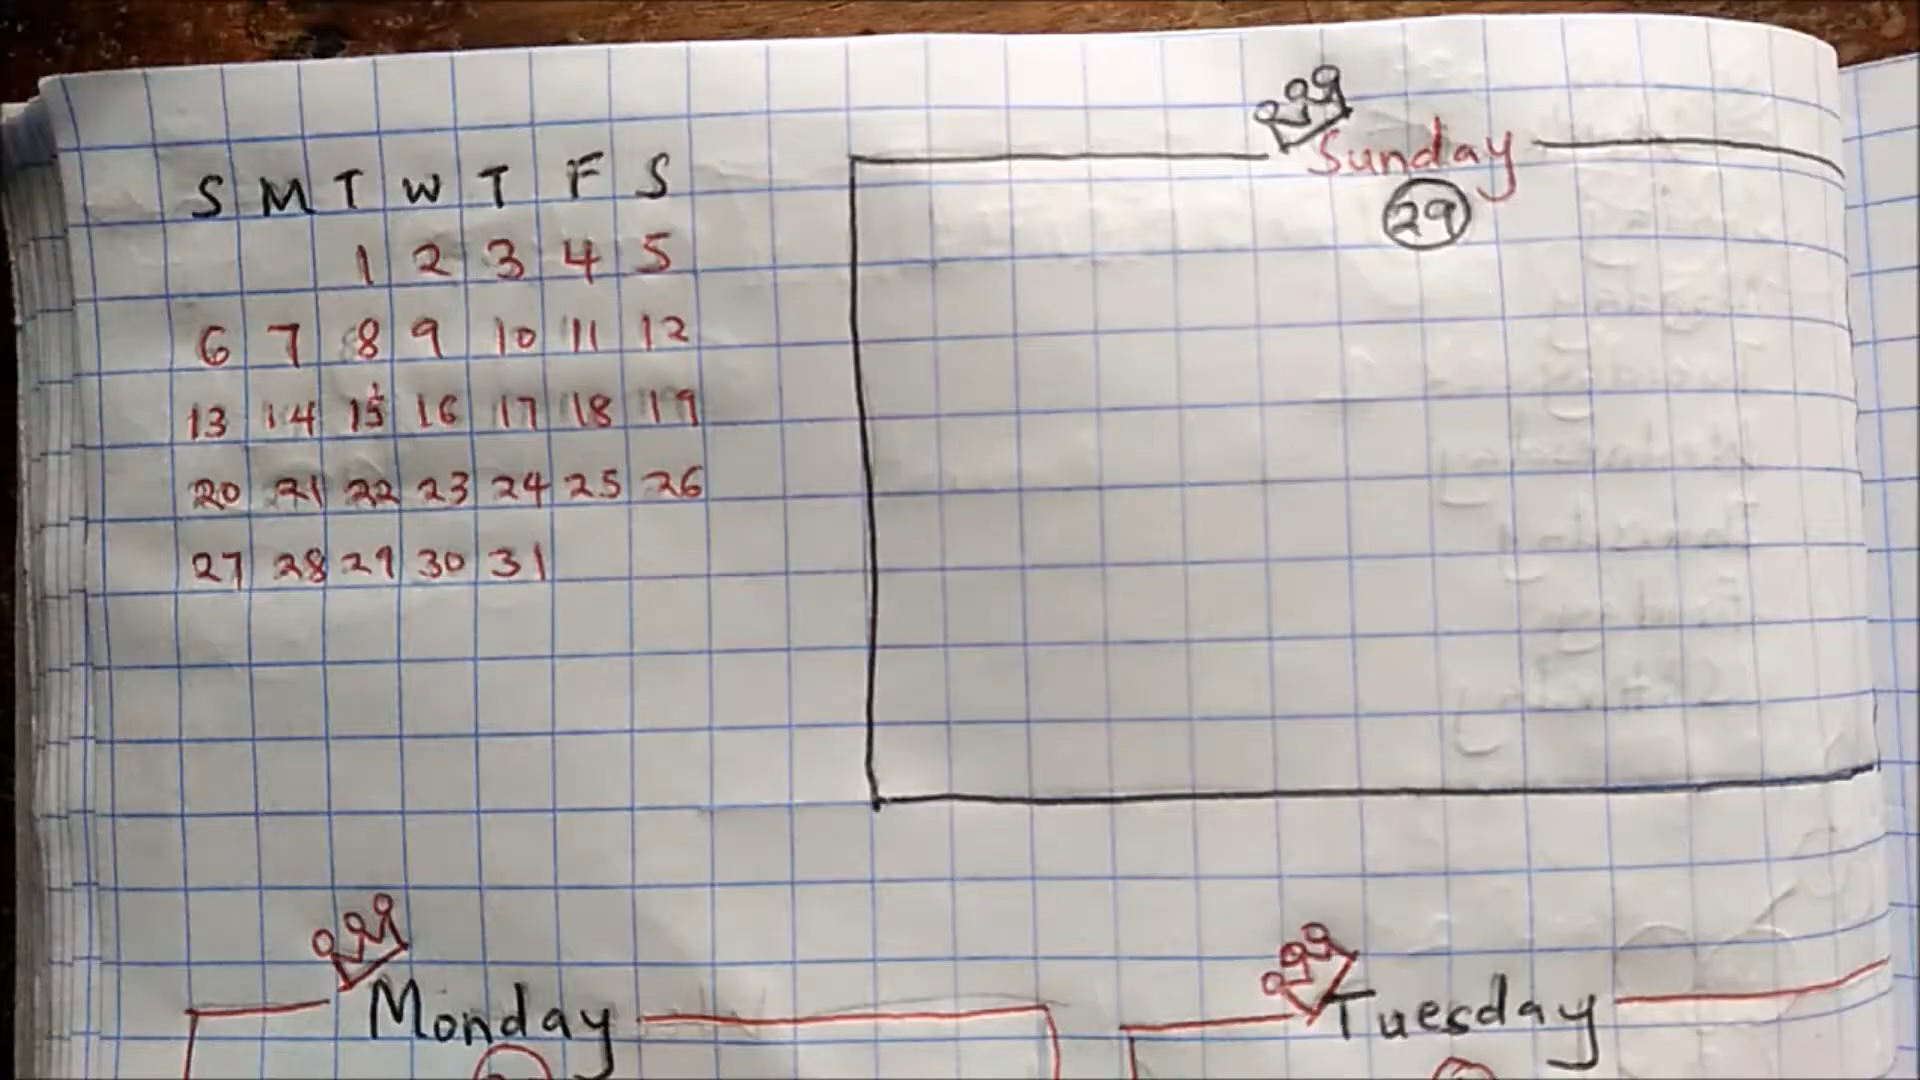 S M T W T F S
1 2 3 4 5
6 7 8 9 10 11 12
13 14 15 16 17 18 19
20 21 22 23 24 25 26
27 28 29 30 31
Sunday
29
Monday
Tuesday